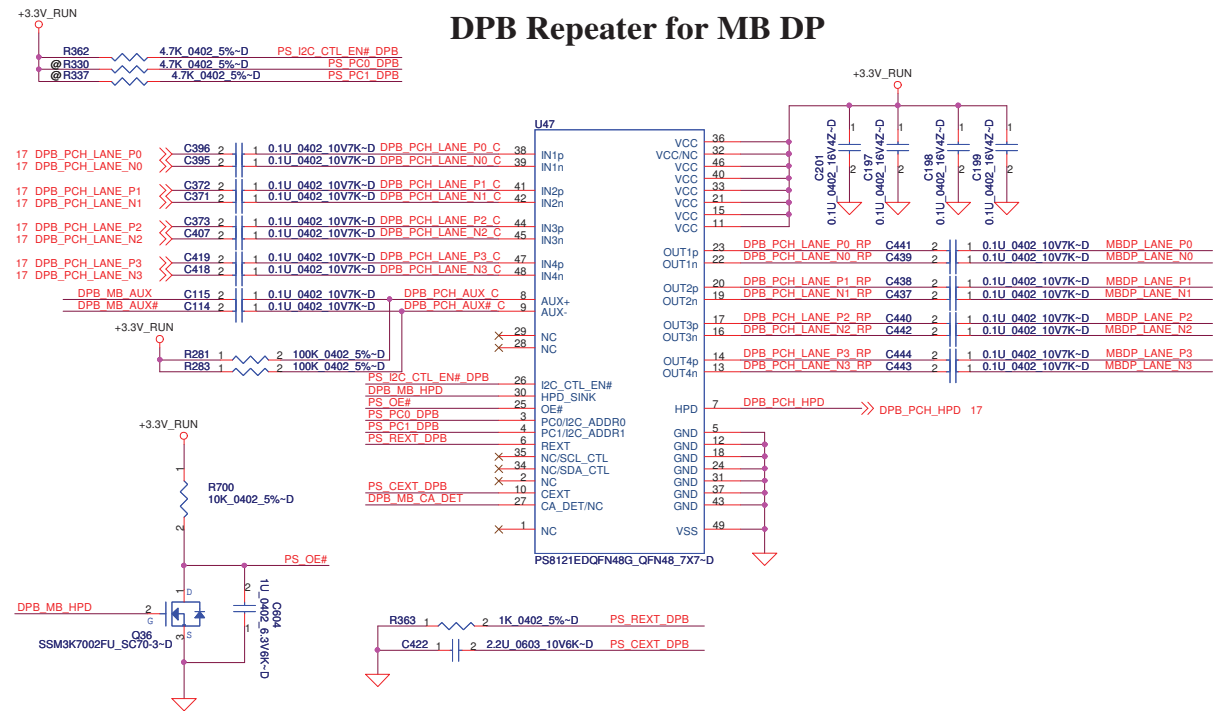 DPB Repeater for MB DP
+3.3V_RUN
R362 4.7K_0402_5%~D PS_I2C_CTL_EN#_DPB
@R330 4.7K_0402_5%~D PS_PC0_DPB
@R337 4.7K_0402_5%~D PS_PC1_DPB
17 DPB_PCH_LANE_P0 C396 2 1 0.1U_0402_10V7K~D DPB_PCH_LANE_P0_C 38 IN1p
17 DPB_PCH_LANE_N0 C395 2 1 0.1U_0402_10V7K~D DPB_PCH_LANE_N0_C 39 IN1n
17 DPB_PCH_LANE_P1 C372 2 1 0.1U_0402_10V7K~D DPB_PCH_LANE_P1_C 41 IN2p
17 DPB_PCH_LANE_N1 C371 2 1 0.1U_0402_10V7K~D DPB_PCH_LANE_N1_C 42 IN2n
17 DPB_PCH_LANE_P2 C373 2 1 0.1U_0402_10V7K~D DPB_PCH_LANE_P2_C 44 IN3p
17 DPB_PCH_LANE_N2 C407 2 1 0.1U_0402_10V7K~D DPB_PCH_LANE_N2_C 45 IN3n
17 DPB_PCH_LANE_P3 C419 2 1 0.1U_0402_10V7K~D DPB_PCH_LANE_P3_C 47 IN4p
17 DPB_PCH_LANE_N3 C418 2 1 0.1U_0402_10V7K~D DPB_PCH_LANE_N3_C 48 IN4n
DPB_MB_AUX C115 2 1 0.1U_0402_10V7K~D DPB_PCH_AUX_C 8 AUX+
DPB_MB_AUX# C114 2 1 0.1U_0402_10V7K~D DPB_PCH_AUX#_C 9 AUX-
+3.3V_RUN
R281 1 2 100K_0402_5%~D
R283 1 2 100K_0402_5%~D
29 NC
28 NC
PS_I2C_CTL_EN#_DPB 26 I2C_CTL_EN#
DPB_MB_HPD 30 HPD_SINK
PS_OE# 25 OE#
PS_PC0_DPB 3 PC0/I2C_ADDR0
PS_PC1_DPB 4 PC1/I2C_ADDR1
PS_REXT_DPB 6 REXT
35 NC/SCL_CTL
34 NC/SDA_CTL
2 NC
PS_CEXT_DPB 10 CEXT
DPB_MB_CA_DET 27 CA_DET/NC
1 NC
U47
PS8121EDQFN48G_QFN48_7X7~D
VCC 36
VCC/NC 32
VCC 46
VCC 40
VCC 33
VCC 21
VCC 15
VCC 11
+3.3V_RUN
1 2 C201 0.1U_0402_16V4Z~D
1 2 C197 0.1U_0402_16V4Z~D
1 2 C198 0.1U_0402_16V4Z~D
1 2 C199 0.1U_0402_16V4Z~D
OUT1p 23 DPB_PCH_LANE_P0_RP C441 2 1 0.1U_0402_10V7K~D MBDP_LANE_P0
OUT1n 22 DPB_PCH_LANE_N0_RP C439 2 1 0.1U_0402_10V7K~D MBDP_LANE_N0
OUT2p 20 DPB_PCH_LANE_P1_RP C438 2 1 0.1U_0402_10V7K~D MBDP_LANE_P1
OUT2n 19 DPB_PCH_LANE_N1_RP C437 2 1 0.1U_0402_10V7K~D MBDP_LANE_N1
OUT3p 17 DPB_PCH_LANE_P2_RP C440 2 1 0.1U_0402_10V7K~D MBDP_LANE_P2
OUT3n 16 DPB_PCH_LANE_N2_RP C442 2 1 0.1U_0402_10V7K~D MBDP_LANE_N2
OUT4p 14 DPB_PCH_LANE_P3_RP C444 2 1 0.1U_0402_10V7K~D MBDP_LANE_P3
OUT4n 13 DPB_PCH_LANE_N3_RP C443 2 1 0.1U_0402_10V7K~D MBDP_LANE_N3
HPD 7 DPB_PCH_HPD DPB_PCH_HPD 17
GND 5
GND 12
GND 18
GND 24
GND 31
GND 37
GND 43
VSS 49
+3.3V_RUN
1 2 R700
10K_0402_5%~D
PS_OE#
DPB_MB_HPD 2 G 1 D 3 S
Q36
SSM3K7002FU_SC70-3~D
2 1 C604
1U_0402_6.3V6K~D
R363 1 2 1K_0402_5%~D PS_REXT_DPB
C422 1 2 2.2U_0603_10V6K~D PS_CEXT_DPB